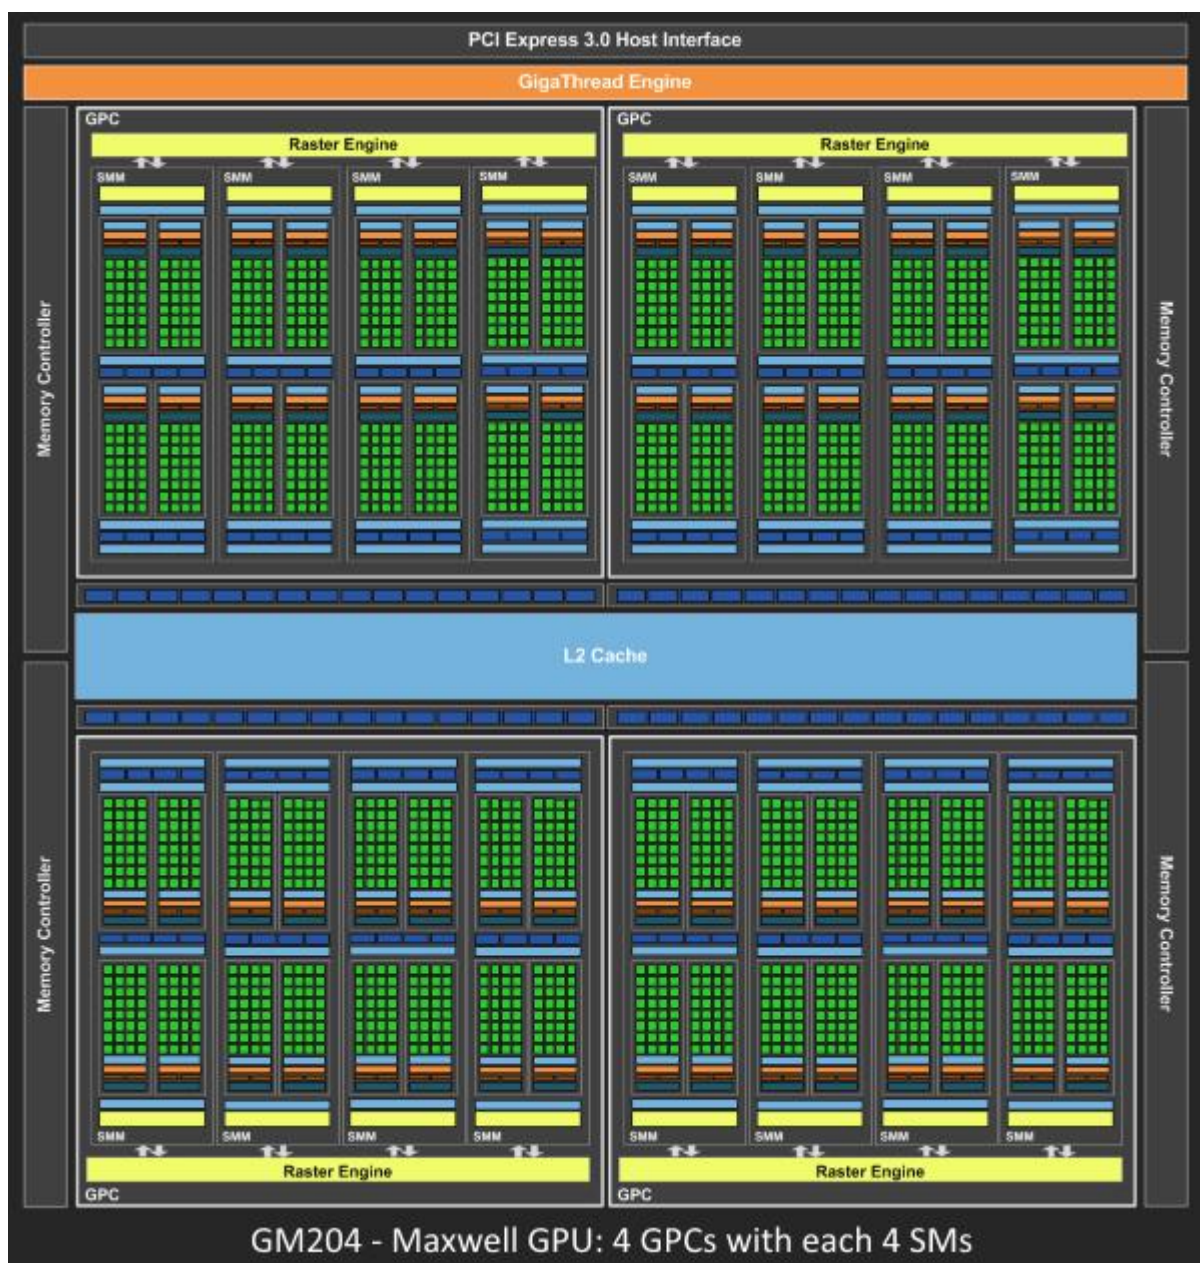 PCI Express 3.0 Host Interface
GigaThread Engine
GPC
GPC
Raster Engine
Raster Engine
SMM
SMM
SMM
SMM
SMM
SMM
SMM
SMM
Memory Controller
Memory Controller
L2 Cache
Memory Controller
Memory Controller
SMM
SMM
SMM
SMM
SMM
SMM
SMM
SMM
Raster Engine
Raster Engine
GPC
GPC
GM204 - Maxwell GPU: 4 GPCs with each 4 SMs